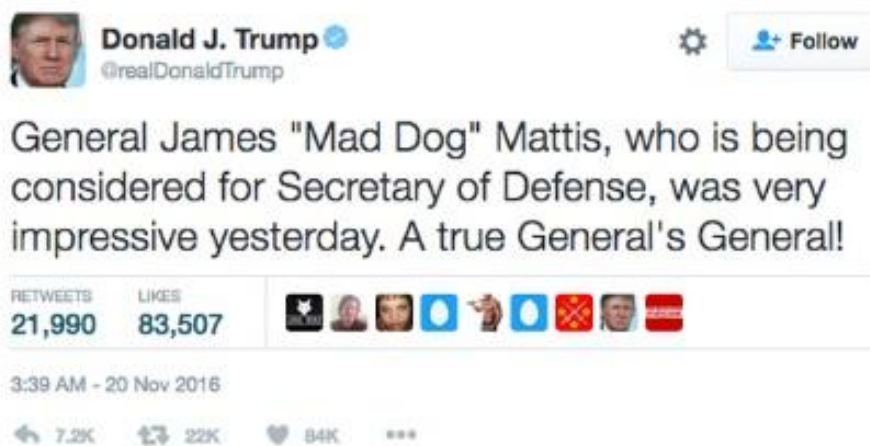 Donald J. Trump
@realDonaldTrump
Follow
General James "Mad Dog" Mattis, who is being
considered for Secretary of Defense, was very
impressive yesterday. A true General's General!
RETWEETS LIKES
21,990 83,507
3:39 AM - 20 Nov 2016
7.2K 22K 84K